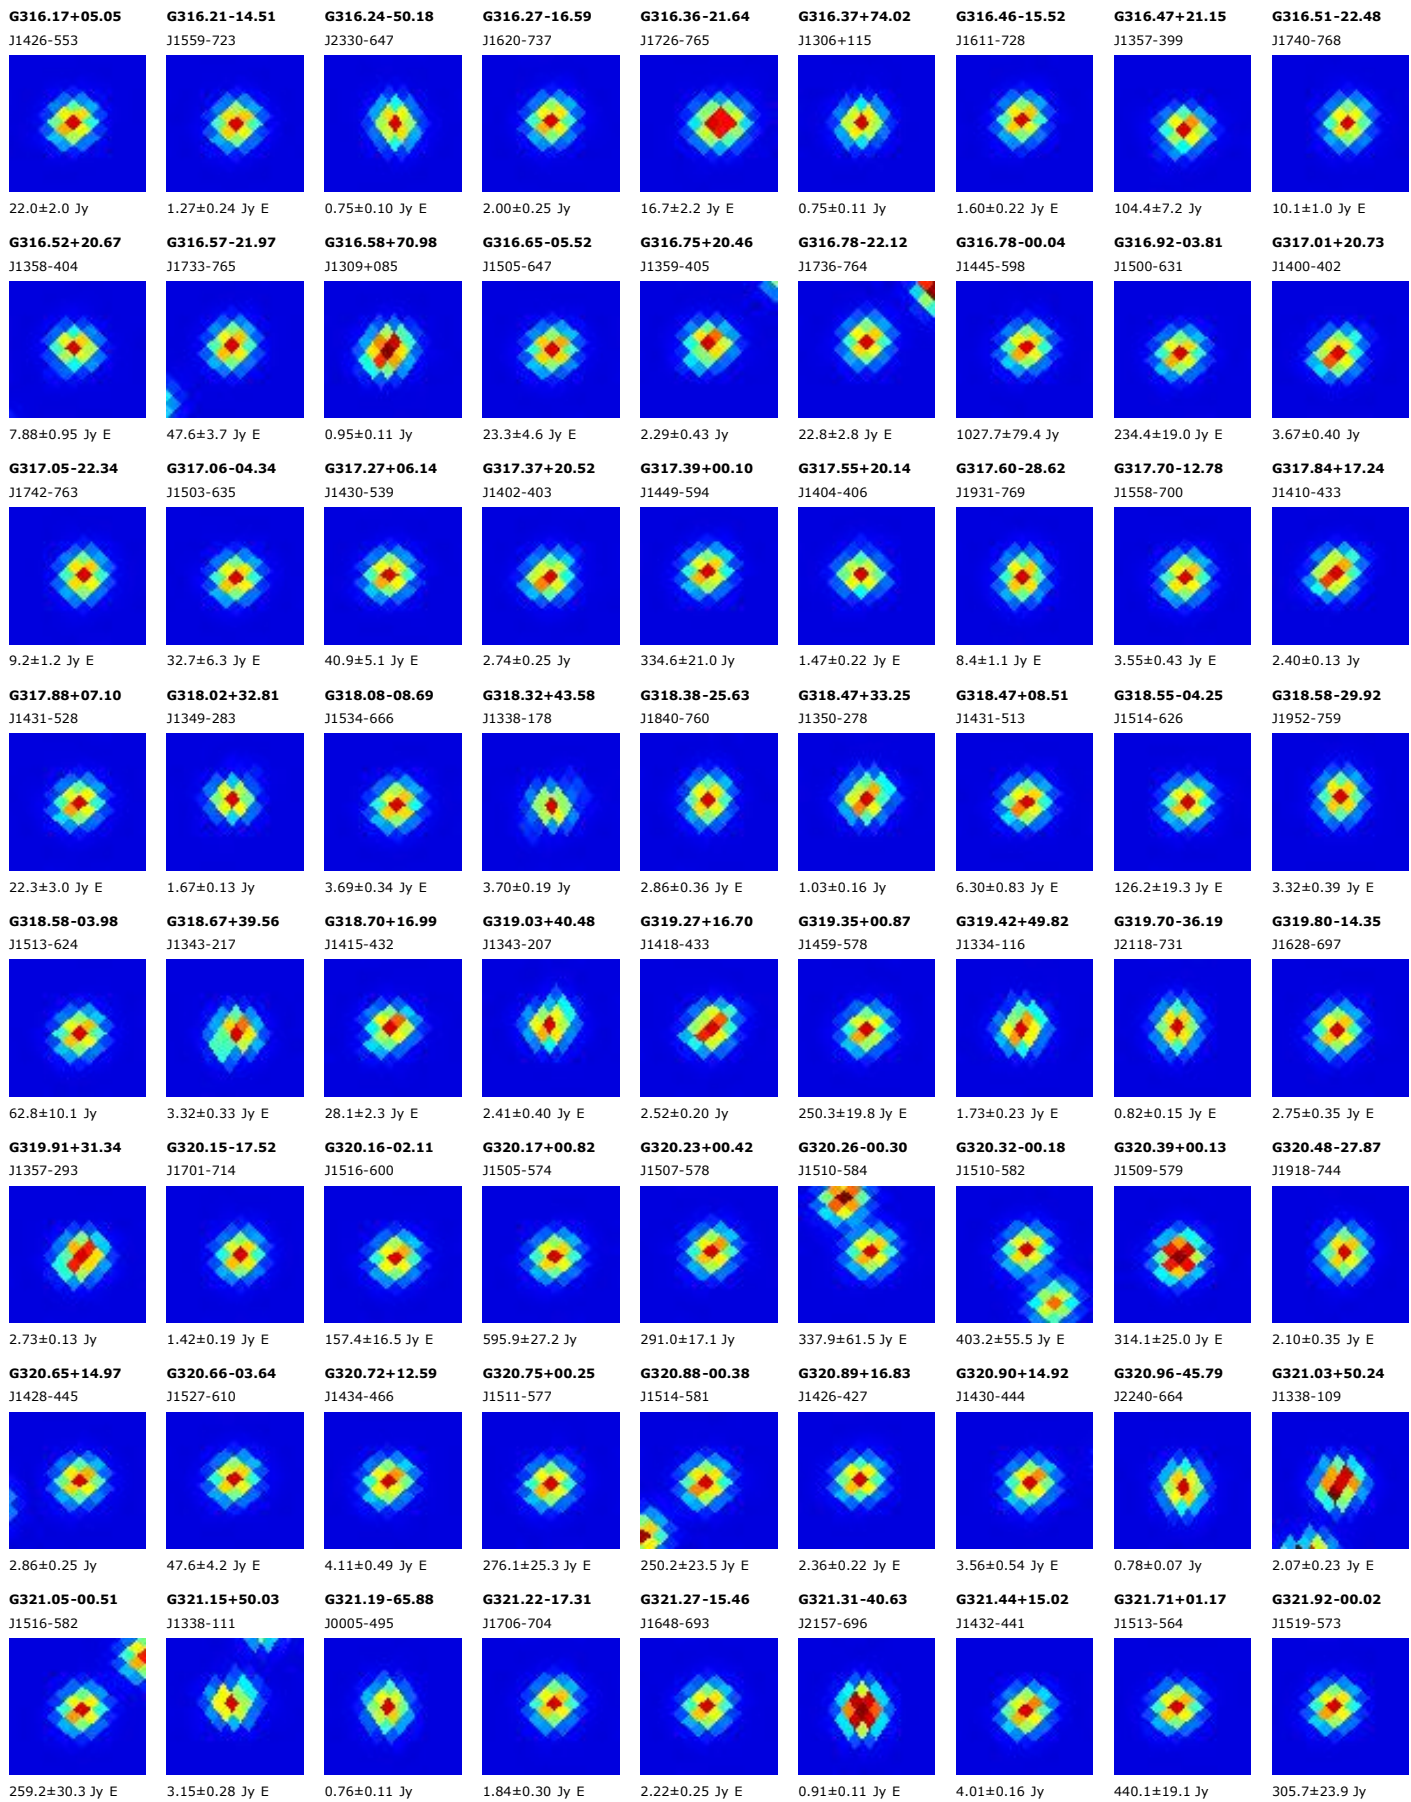 G316.17+05.05 G316.21-14.51 G316.24-50.18 G316.27-16.59 G316.36-21.64 G316.37+74.02 G316.46-15.52 G316.47+21.15 G316.51-22.48
J1426-553 J1559-723 J2330-647 J1620-737 J1726-765 J1306+115 J1611-728 J1357-399 J1740-768
22.0±2.0 Jy 1.27±0.24 Jy E 0.75±0.10 Jy E 2.00±0.25 Jy 16.7±2.2 Jy E 0.75±0.11 Jy 1.60±0.22 Jy E 104.4±7.2 Jy 10.1±1.0 Jy E
G316.52+20.67 G316.57-21.97 G316.58+70.98 G316.65-05.52 G316.75+20.46 G316.78-22.12 G316.78-00.04 G316.92-03.81 G317.01+20.73
J1358-404 J1733-765 J1309+085 J1505-647 J1359-405 J1736-764 J1445-598 J1500-631 J1400-402
7.88±0.95 Jy E 47.6±3.7 Jy E 0.95±0.11 Jy 23.3±4.6 Jy E 2.29±0.43 Jy 22.8±2.8 Jy E 1027.7±79.4 Jy 234.4±19.0 Jy E 3.67±0.40 Jy
G317.05-22.34 G317.06-04.34 G317.27+06.14 G317.37+20.52 G317.39+00.10 G317.55+20.14 G317.60-28.62 G317.70-12.78 G317.84+17.24
J1742-763 J1503-635 J1430-539 J1402-403 J1449-594 J1404-406 J1931-769 J1558-700 J1410-433
9.2±1.2 Jy E 32.7±6.3 Jy E 40.9±5.1 Jy E 2.74±0.25 Jy 334.6±21.0 Jy 1.47±0.22 Jy E 8.4±1.1 Jy E 3.55±0.43 Jy E 2.40±0.13 Jy
G317.88+07.10 G318.02+32.81 G318.08-08.69 G318.32+43.58 G318.38-25.63 G318.47+33.25 G318.47+08.51 G318.55-04.25 G318.58-29.92
J1431-528 J1349-283 J1534-666 J1338-178 J1840-760 J1350-278 J1431-513 J1514-626 J1952-759
22.3±3.0 Jy E 1.67±0.13 Jy 3.69±0.34 Jy E 3.70±0.19 Jy 2.86±0.36 Jy E 1.03±0.16 Jy 6.30±0.83 Jy E 126.2±19.3 Jy E 3.32±0.39 Jy E
G318.58-03.98 G318.67+39.56 G318.70+16.99 G319.03+40.48 G319.27+16.70 G319.35+00.87 G319.42+49.82 G319.70-36.19 G319.80-14.35
J1513-624 J1343-217 J1415-432 J1343-207 J1418-433 J1459-578 J1334-116 J2118-731 J1628-697
62.8±10.1 Jy 3.32±0.33 Jy E 28.1±2.3 Jy E 2.41±0.40 Jy E 2.52±0.20 Jy 250.3±19.8 Jy E 1.73±0.23 Jy E 0.82±0.15 Jy E 2.75±0.35 Jy E
G319.91+31.34 G320.15-17.52 G320.16-02.11 G320.17+00.82 G320.23+00.42 G320.26-00.30 G320.32-00.18 G320.39+00.13 G320.48-27.87
J1357-293 J1701-714 J1516-600 J1505-574 J1507-578 J1510-584 J1510-582 J1509-579 J1918-744
2.73±0.13 Jy 1.42±0.19 Jy E 157.4±16.5 Jy E 595.9±27.2 Jy 291.0±17.1 Jy 337.9±61.5 Jy E 403.2±55.5 Jy E 314.1±25.0 Jy E 2.10±0.35 Jy E
G320.65+14.97 G320.66-03.64 G320.72+12.59 G320.75+00.25 G320.88-00.38 G320.89+16.83 G320.90+14.92 G320.96-45.79 G321.03+50.24
J1428-445 J1527-610 J1434-466 J1511-577 J1514-581 J1426-427 J1430-444 J2240-664 J1338-109
2.86±0.25 Jy 47.6±4.2 Jy E 4.11±0.49 Jy E 276.1±25.3 Jy E 250.2±23.5 Jy E 2.36±0.22 Jy E 3.56±0.54 Jy E 0.78±0.07 Jy 2.07±0.23 Jy E
G321.05-00.51 G321.15+50.03 G321.19-65.88 G321.22-17.31 G321.27-15.46 G321.31-40.63 G321.44+15.02 G321.71+01.17 G321.92-00.02
J1516-582 J1338-111 J0005-495 J1706-704 J1648-693 J2157-696 J1432-441 J1513-564 J1519-573
259.2±30.3 Jy E 3.15±0.28 Jy E 0.76±0.11 Jy 1.84±0.30 Jy E 2.22±0.25 Jy E 0.91±0.11 Jy E 4.01±0.16 Jy 440.1±19.1 Jy 305.7±23.9 Jy